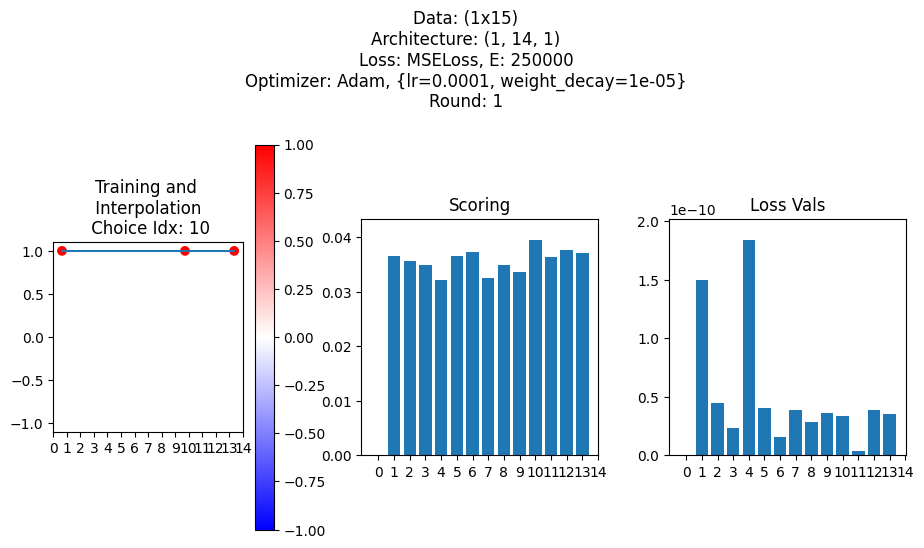 Data: (1x15)
Architecture: (1, 14, 1)
Loss: MSELoss, E: 250000
Optimizer: Adam, {lr=0.0001, weight_decay=1e-05}
Round: 1
Training and
Interpolation
Choice Idx: 10
1.0
0.5
0.0
−0.5
−1.0
0 1 2 3 4 5 6 7 8 9 10 11 12 13 14
1.00
0.75
0.50
0.25
0.00
−0.25
−0.50
−0.75
−1.00
Scoring
0.04
0.03
0.02
0.01
0.00
0 1 2 3 4 5 6 7 8 9 10 11 12 13 14
Loss Vals
1e−10
2.0
1.5
1.0
0.5
0.0
0 1 2 3 4 5 6 7 8 9 10 11 12 13 14